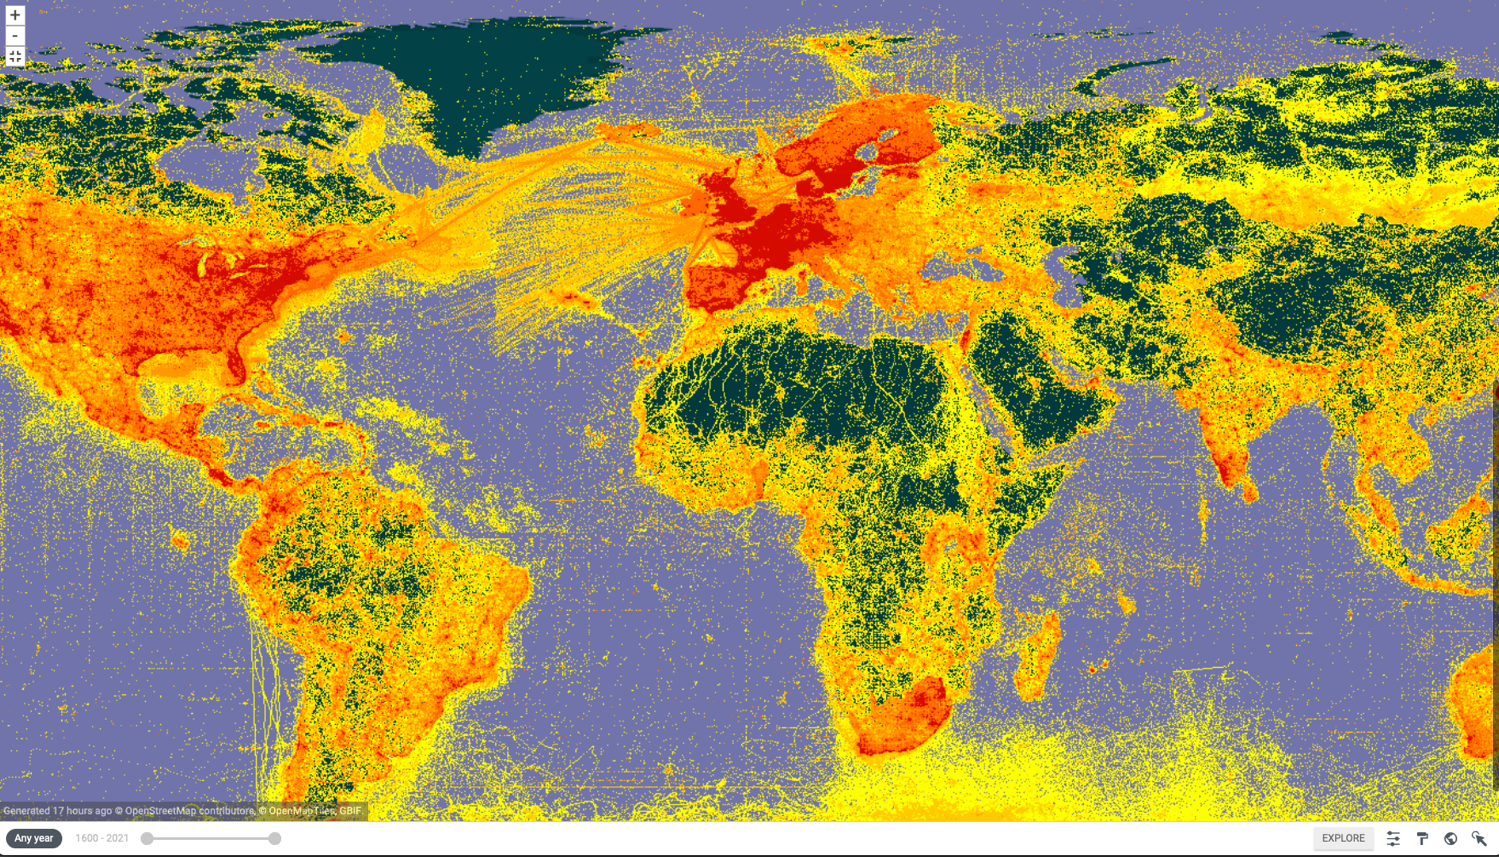 +
-
Generated 17 hours ago © OpenStreetMap contributors, © OpenMapTiles, GBIF.
Any year 1600 - 2021 EXPLORE